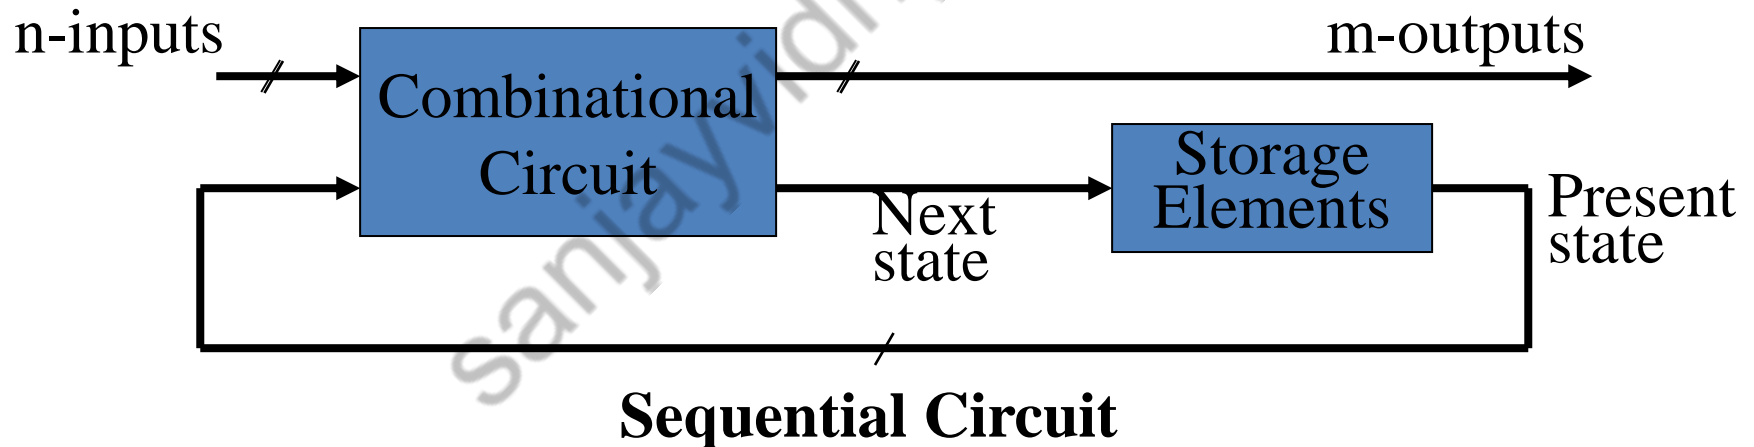 n-inputs
m-outputs
Combinational
Circuit
Storage
Elements
Next
state
Present
state
Sequential Circuit